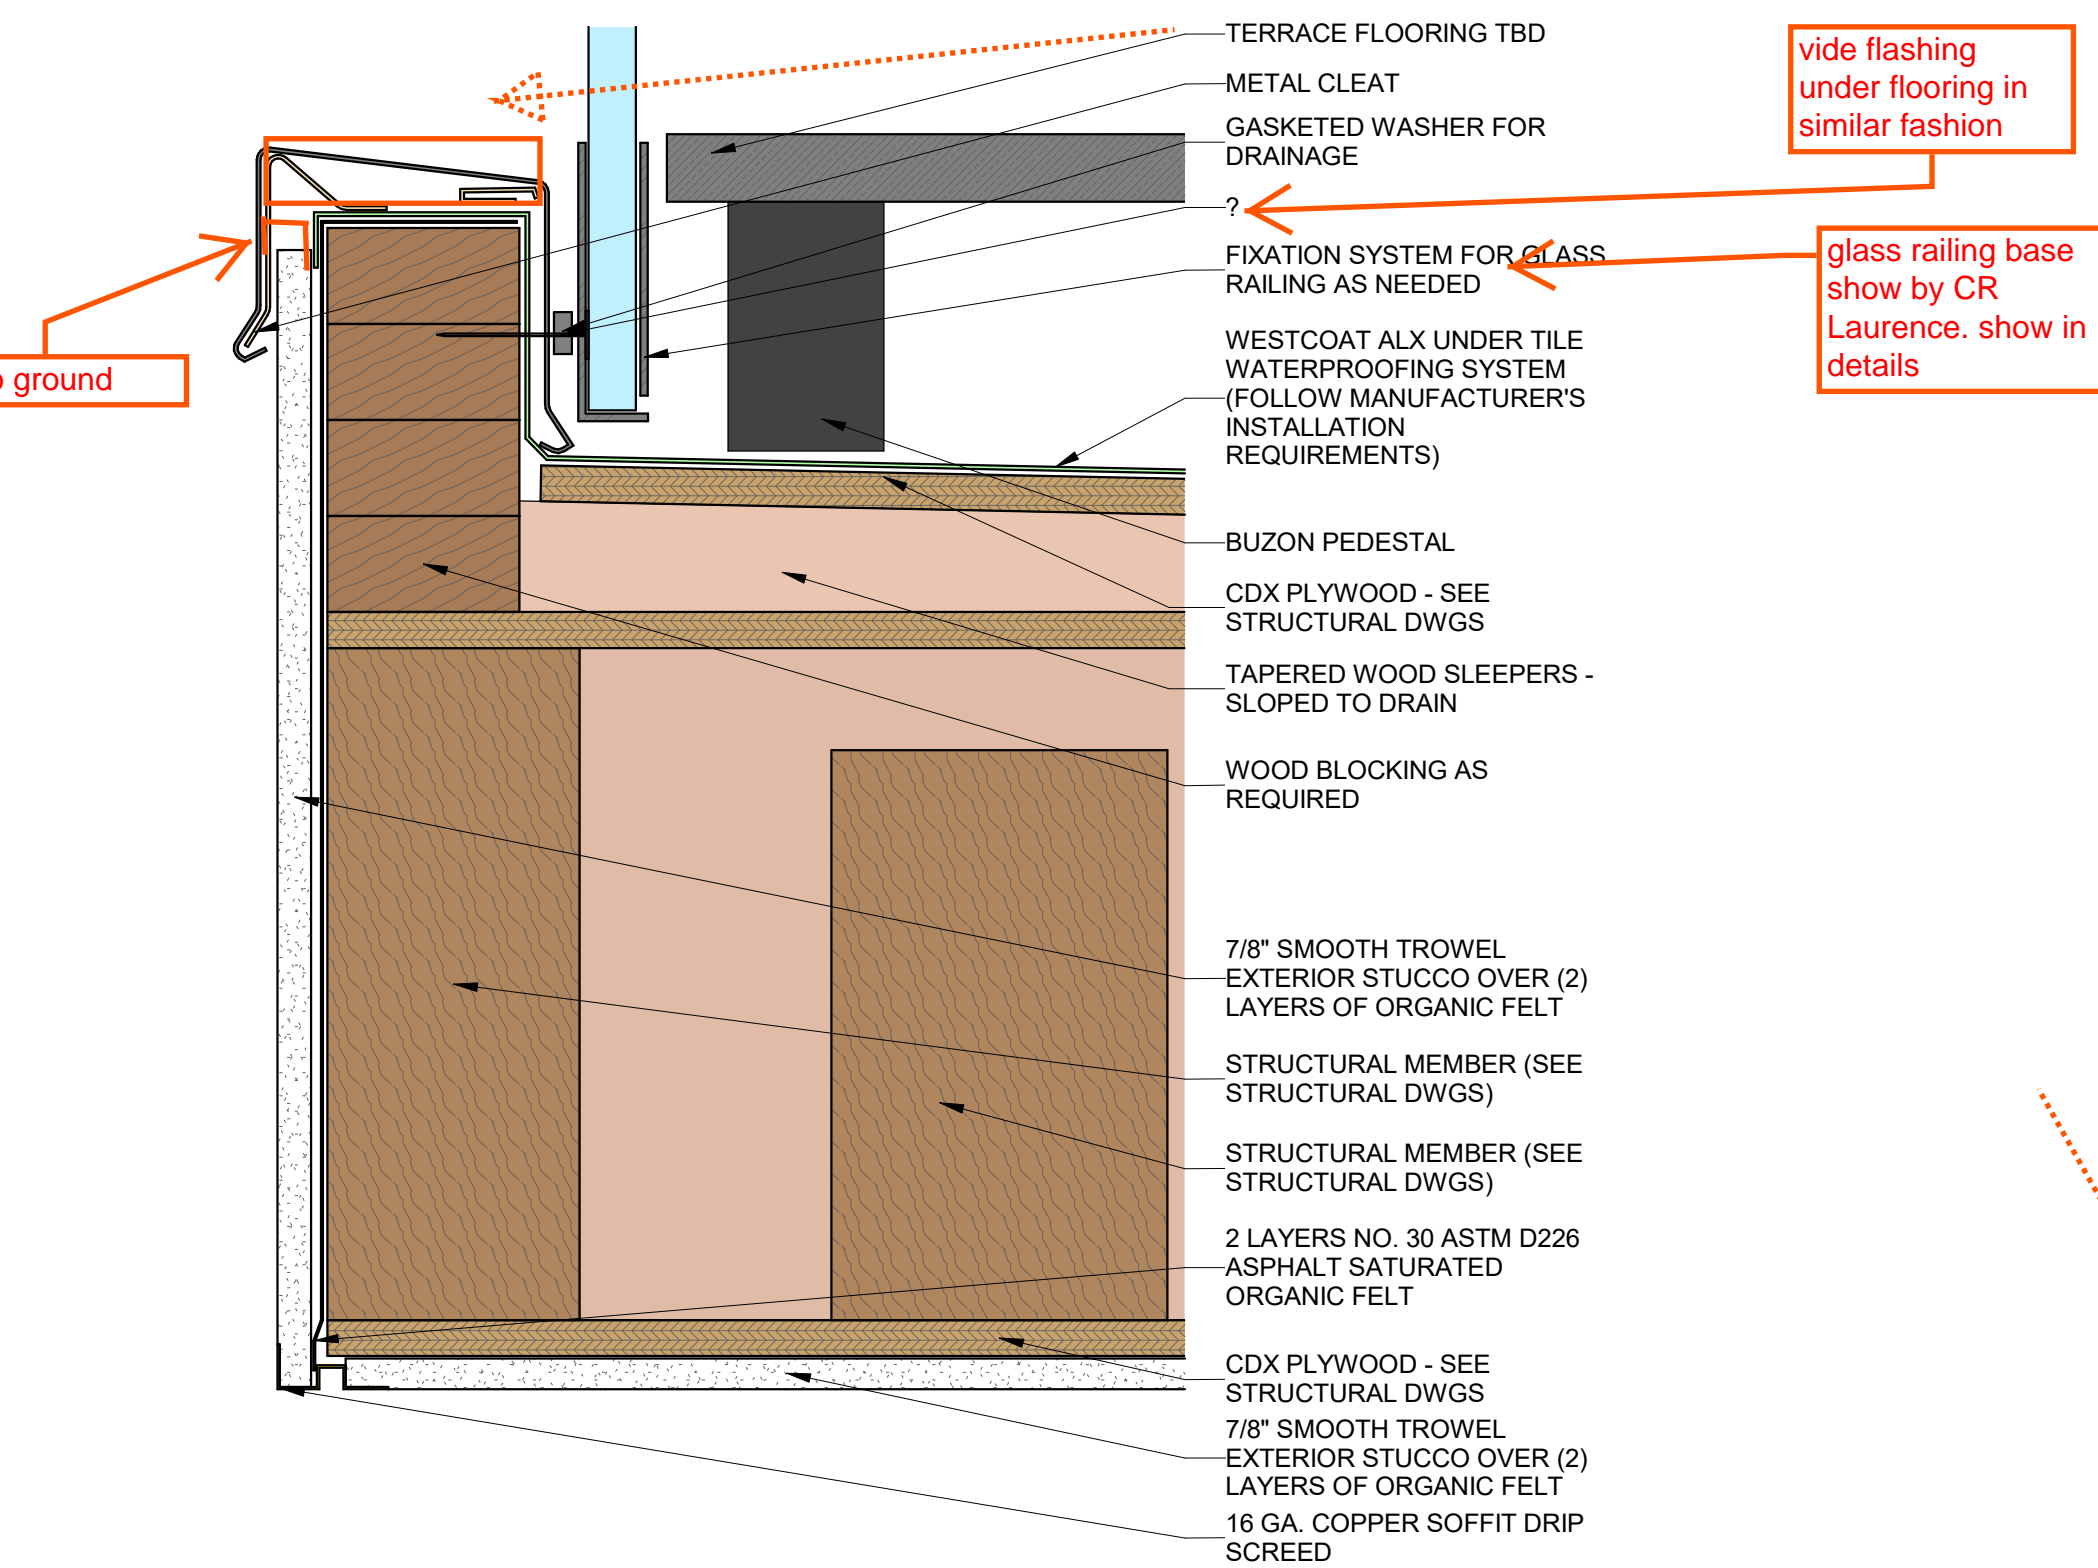 TERRACE FLOORING TBD
METAL CLEAT
GASKETED WASHER FOR
DRAINAGE
?
FIXATION SYSTEM FOR GLASS
RAILING AS NEEDED
WESTCOAT ALX UNDER TILE
WATERPROOFING SYSTEM
(FOLLOW MANUFACTURER'S
INSTALLATION
REQUIREMENTS)
BUZON PEDESTAL
CDX PLYWOOD - SEE
STRUCTURAL DWGS
TAPERED WOOD SLEEPERS -
SLOPED TO DRAIN
WOOD BLOCKING AS
REQUIRED
7/8" SMOOTH TROWEL
EXTERIOR STUCCO OVER (2)
LAYERS OF ORGANIC FELT
STRUCTURAL MEMBER (SEE
STRUCTURAL DWGS)
STRUCTURAL MEMBER (SEE
STRUCTURAL DWGS)
2 LAYERS NO. 30 ASTM D226
ASPHALT SATURATED
ORGANIC FELT
CDX PLYWOOD - SEE
STRUCTURAL DWGS
7/8" SMOOTH TROWEL
EXTERIOR STUCCO OVER (2)
LAYERS OF ORGANIC FELT
16 GA. COPPER SOFFIT DRIP
SCREED
vide flashing
under flooring in
similar fashion
glass railing base
show by CR
Laurence. show in
details
ground